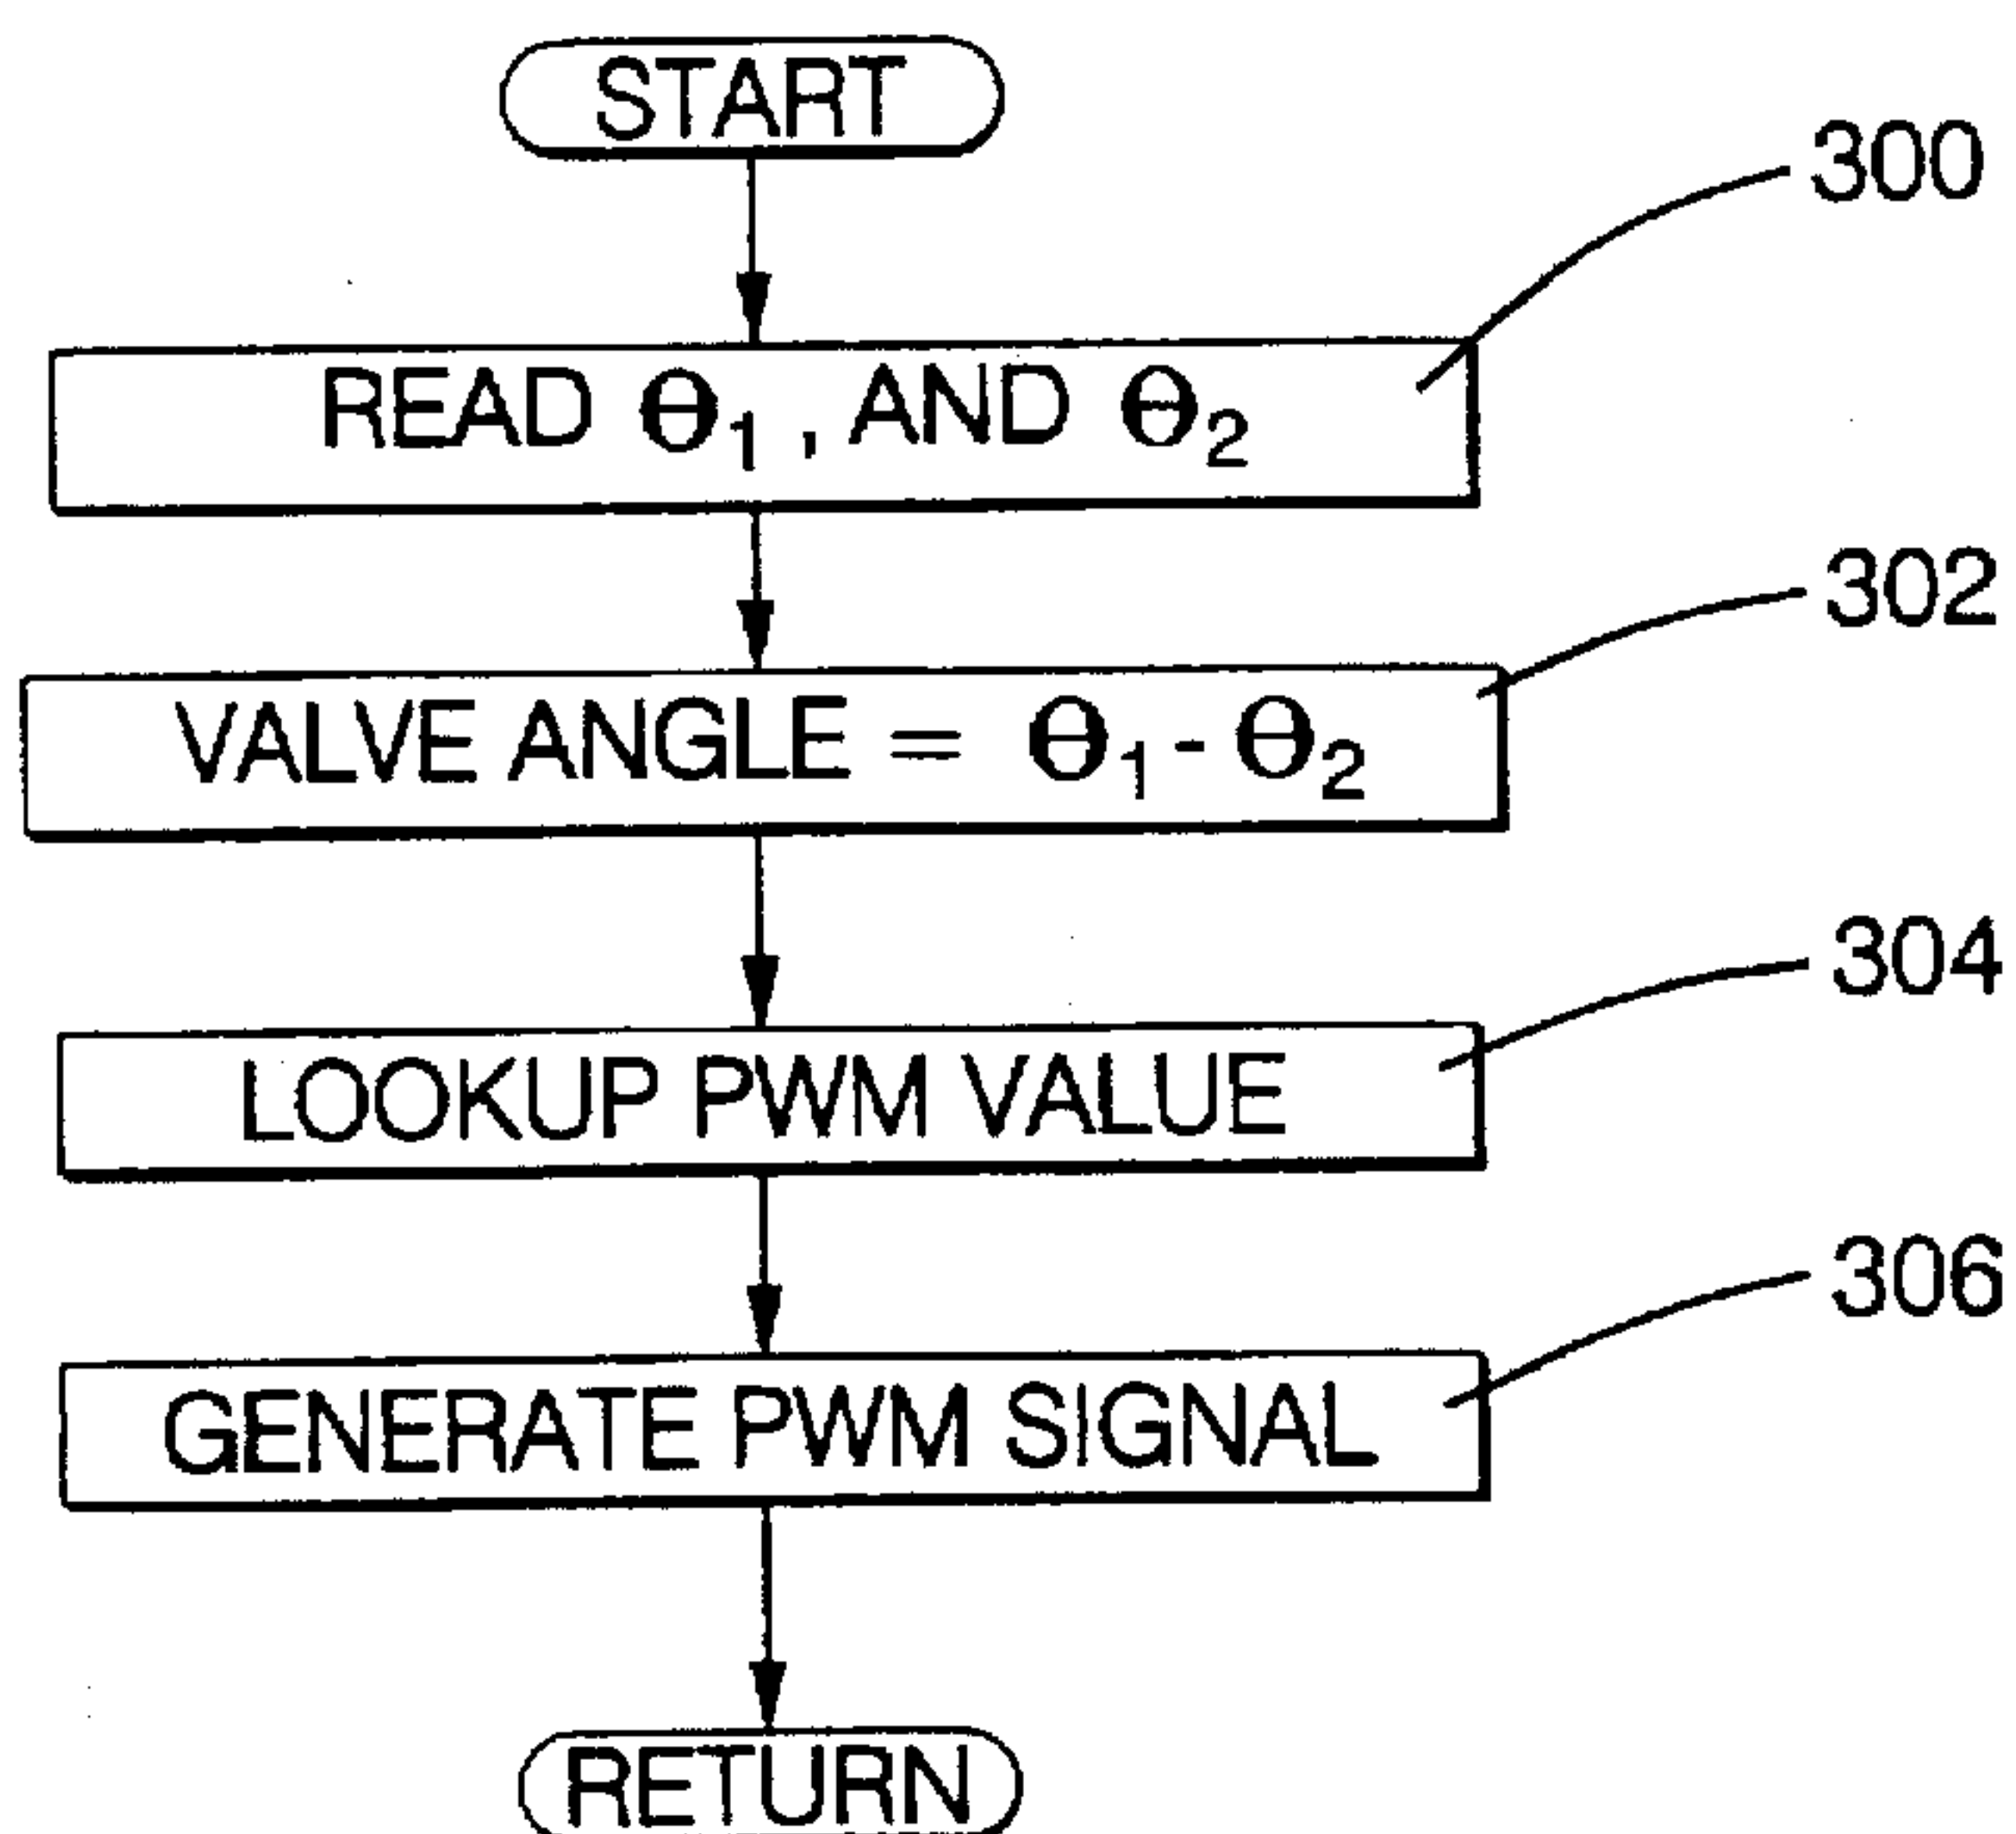 START
300
READ Θ₁, AND Θ₂
302
VALVE ANGLE = Θ₁ - Θ₂
304
LOOKUP PWM VALUE
306
GENERATE PWM SIGNAL
RETURN